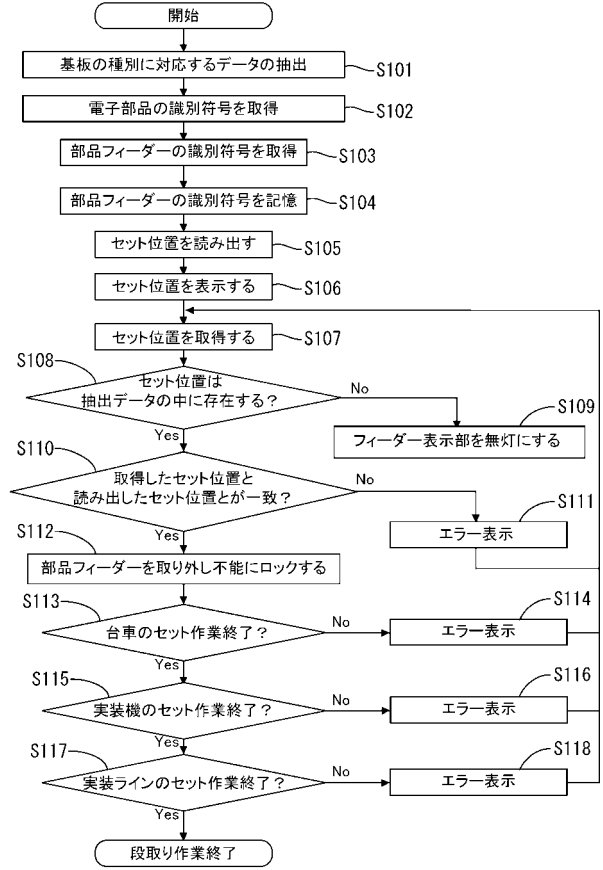 開始
基板の種別に対応するデータの抽出
S101
電子部品の識別符号を取得
S102
部品フィーダーの識別符号を取得
S103
部品フィーダーの識別符号を記憶
S104
セット位置を読み出す
S105
セット位置を表示する
S106
セット位置を取得する
S107
S108
セット位置は
抽出データの中に存在する？
No
Yes
S109
フィーダー表示部を無灯にする
S110
取得したセット位置と
読み出したセット位置とが一致？
No
Yes
S111
エラー表示
S112
部品フィーダーを取り外し不能にロックする
S113
台車のセット作業終了？
No
Yes
S114
エラー表示
S115
実装機のセット作業終了？
No
Yes
S116
エラー表示
S117
実装ラインのセット作業終了？
No
Yes
S118
エラー表示
段取り作業終了